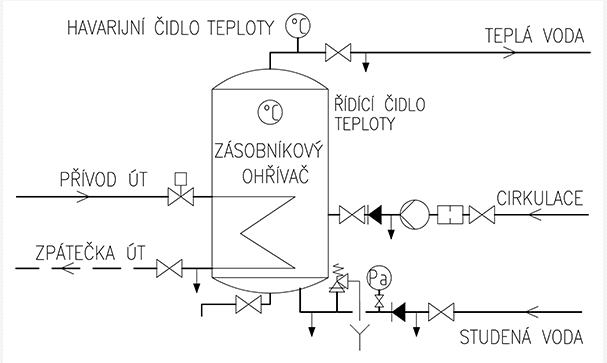 HAVARIJNÍ ČIDLO TEPLOTY
°C
TEPLÁ VODA
°C
ŘÍDÍCÍ ČIDLO
TEPLOTY
ZÁSOBNÍKOVÝ
OHŘÍVAČ
PŘÍVOD ÚT
CIRKULACE
ZPÁTEČKA ÚT
Pa
STUDENÁ VODA